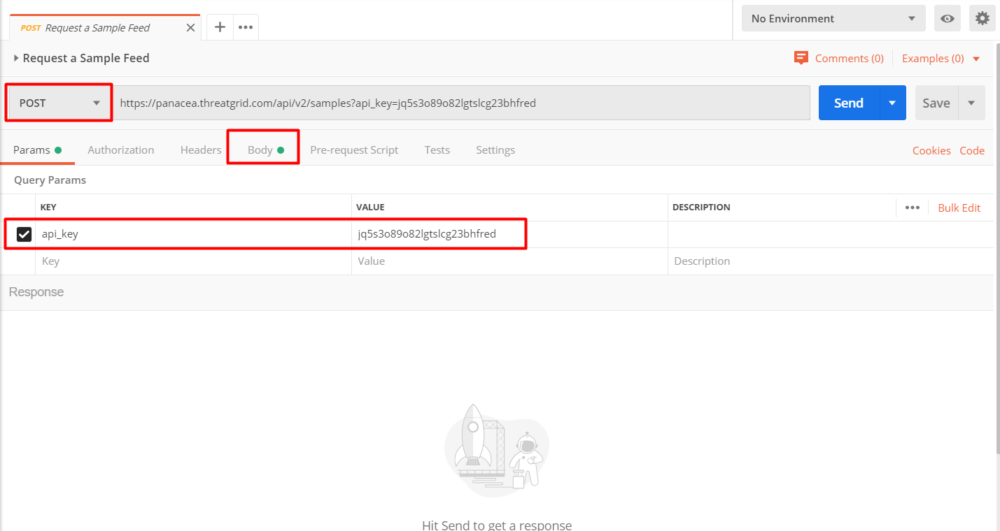 POST Request a Sample Feed
No Environment
Request a Sample Feed
Comments (0)
Examples (0)
POST
https://panacea.threatgrid.com/api/v2/samples?api_key=jq5s3o89o82lgtslcg23bhfred
Send
Save
Params Authorization Headers Body Pre-request Script Tests Settings
Cookies Code
Query Params
KEY VALUE DESCRIPTION
Bulk Edit
api_key jq5s3o89o82lgtslcg23bhfred
Key Value Description
Response
Hit Send to get a response